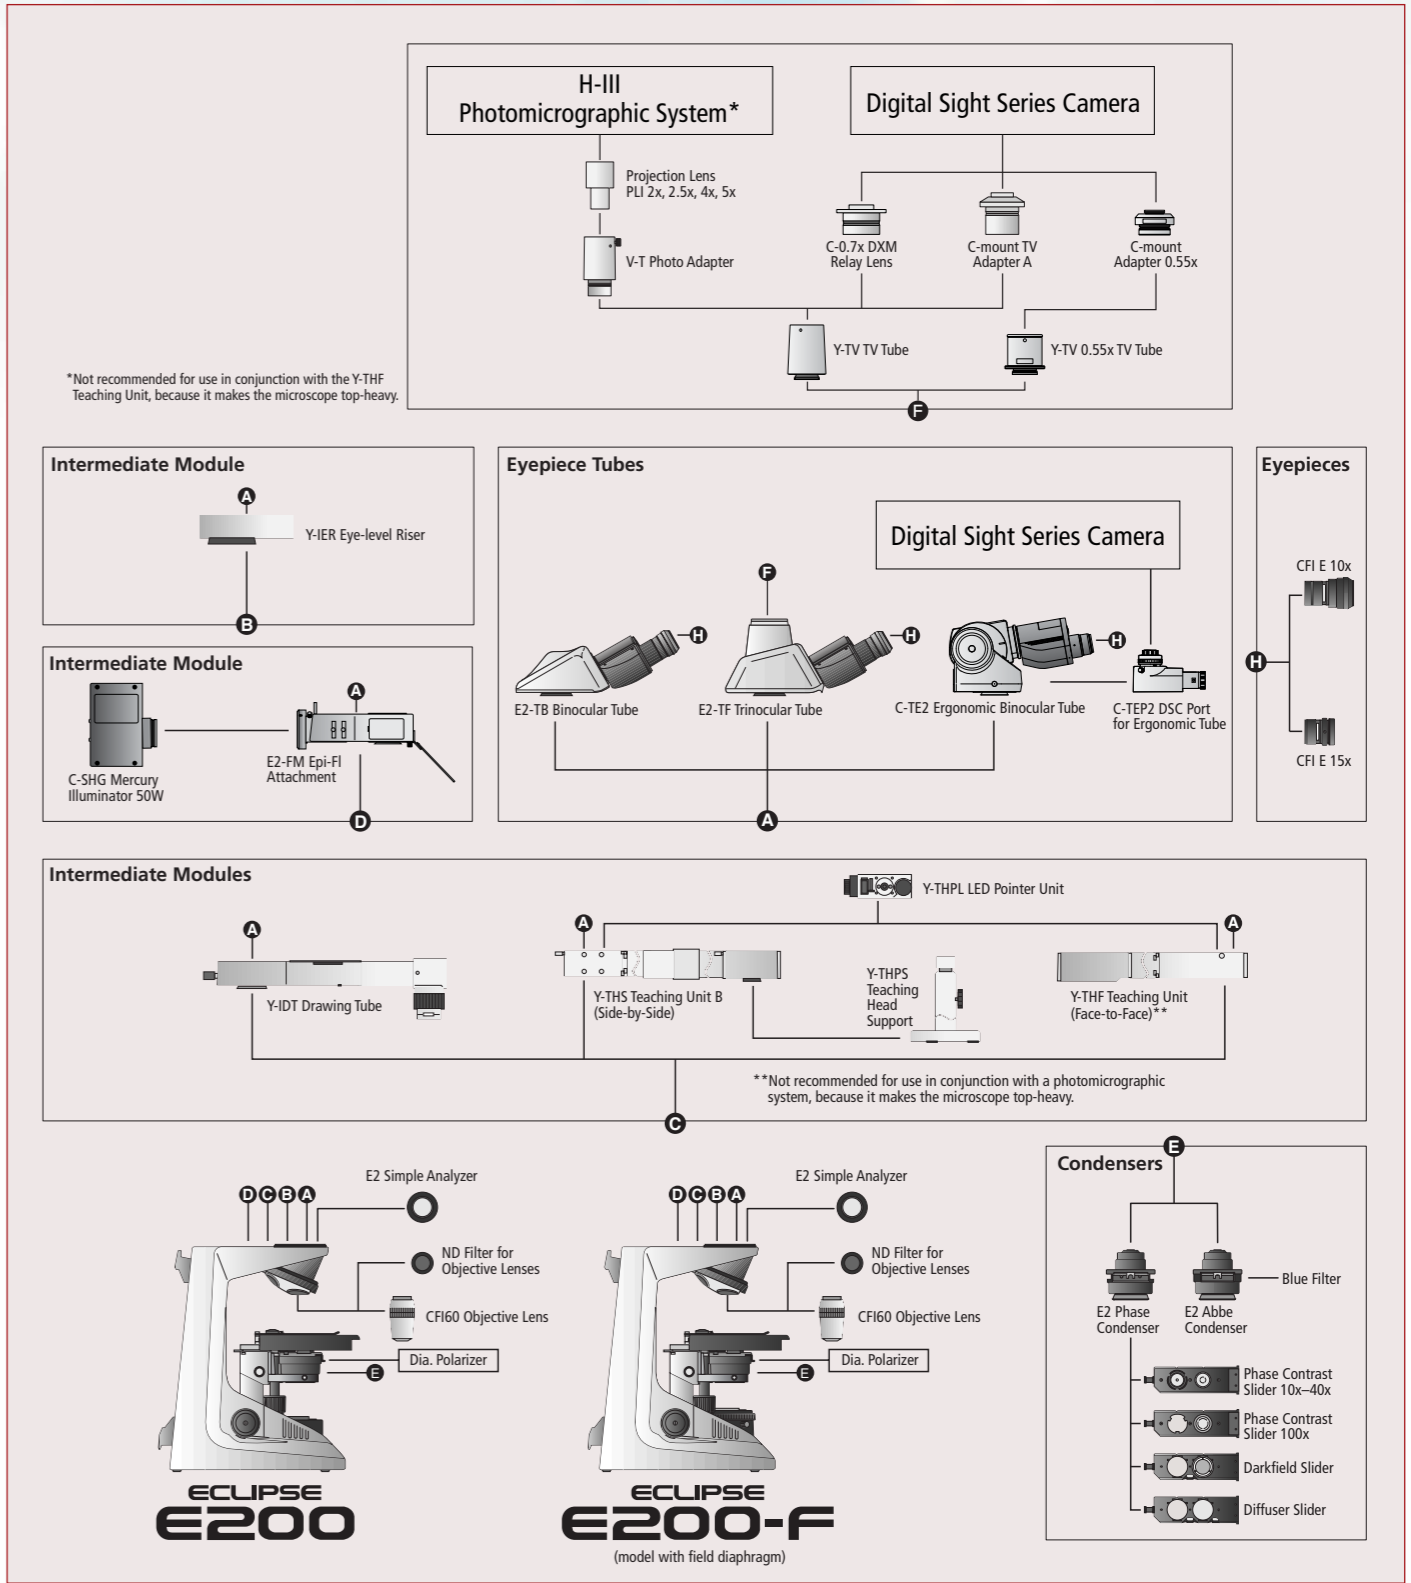 H-III
Photomicrographic System*
Digital Sight Series Camera
Projection Lens
PLI 2x, 2.5x, 4x, 5x
V-T Photo Adapter
C-0.7x DXM
Relay Lens
C-mount TV
Adapter A
C-mount
Adapter 0.55x
Y-TV TV Tube
Y-TV 0.55x TV Tube
*Not recommended for use in conjunction with the Y-THF
Teaching Unit, because it makes the microscope top-heavy.
F
Intermediate Module
A
Y-IER Eye-level Riser
B
Intermediate Module
A
C-SHG Mercury
Illuminator 50W
E2-FM Epi-Fl
Attachment
D
Eyepiece Tubes
Digital Sight Series Camera
F
H
H
H
E2-TB Binocular Tube
E2-TF Trinocular Tube
C-TE2 Ergonomic Binocular Tube
C-TEP2 DSC Port
for Ergonomic Tube
A
Eyepieces
CFI E 10x
H
CFI E 15x
Intermediate Modules
Y-THPL LED Pointer Unit
A
A
A
Y-IDT Drawing Tube
Y-THS Teaching Unit B
(Side-by-Side)
Y-THPS
Teaching
Head
Support
Y-THF Teaching Unit
(Face-to-Face)**
**Not recommended for use in conjunction with a photomicrographic
system, because it makes the microscope top-heavy.
C
D C B A
E2 Simple Analyzer
ND Filter for
Objective Lenses
CFI60 Objective Lens
Dia. Polarizer
E
ECLIPSE
E200
D C B A
E2 Simple Analyzer
ND Filter for
Objective Lenses
CFI60 Objective Lens
Dia. Polarizer
E
ECLIPSE
E200-F
(model with field diaphragm)
E
Condensers
Blue Filter
E2 Phase
Condenser
E2 Abbe
Condenser
Phase Contrast
Slider 10x–40x
Phase Contrast
Slider 100x
Darkfield Slider
Diffuser Slider